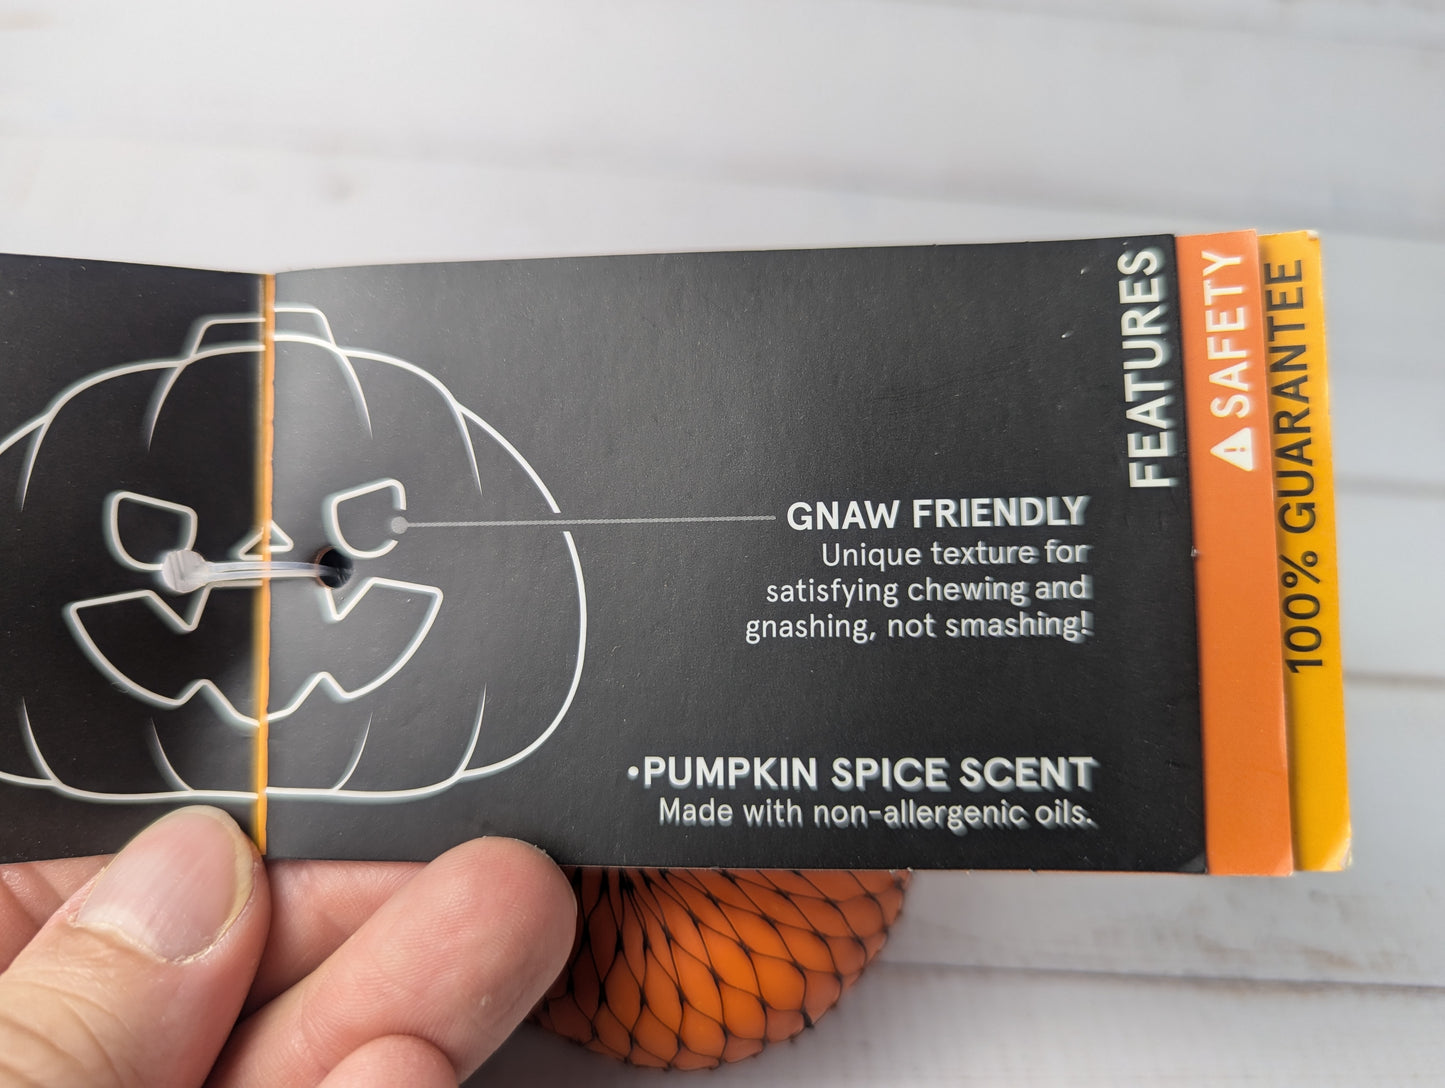 GNAW FRIENDLY
Unique texture for
satisfying chewing and
gnashing, not smashing!
•PUMPKIN SPICE SCENT
Made with non-allergenic oils.
FEATURES
SAFETY
100% GUARANTEE